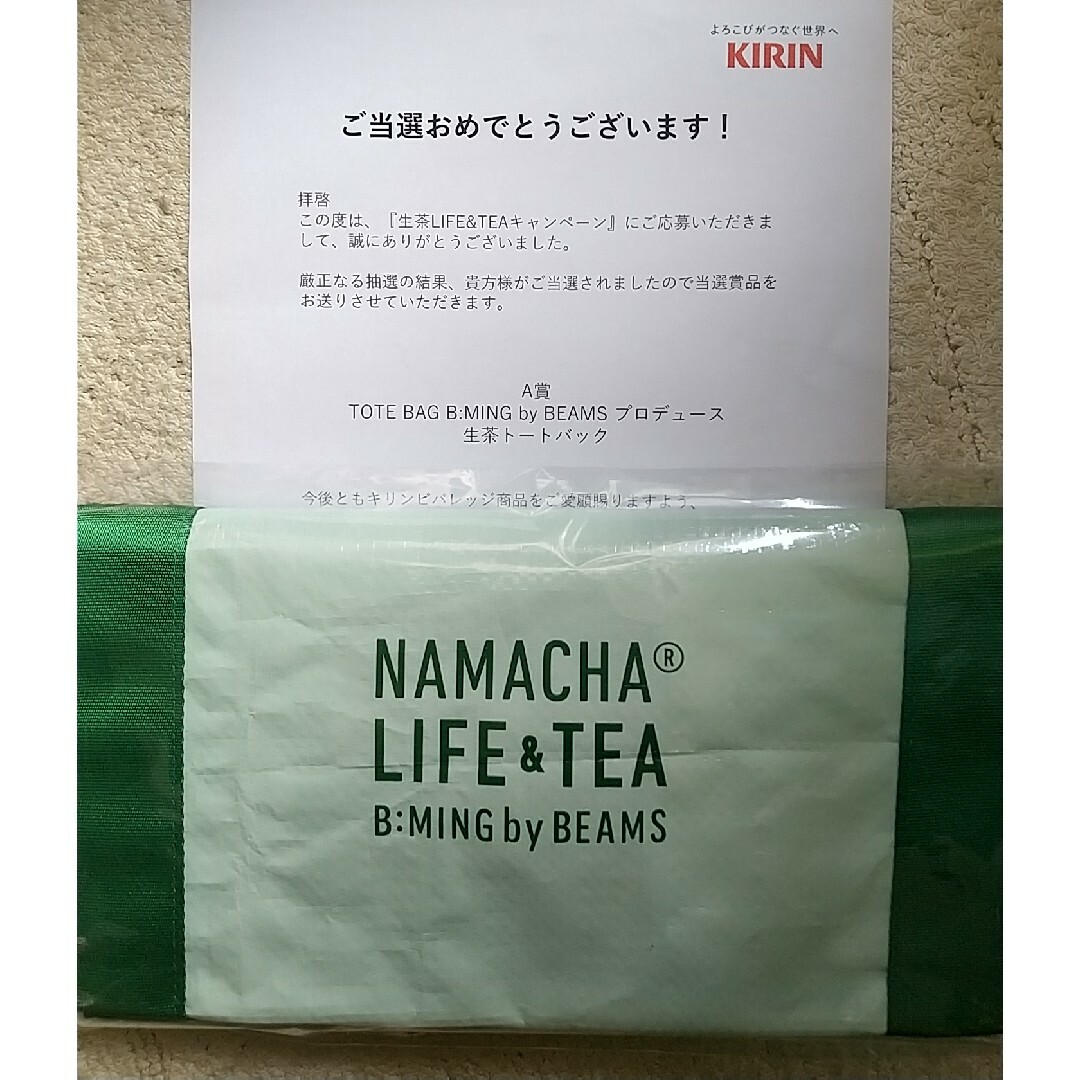 よろこびがつなぐ世界へ
KIRIN
ご当選おめでとうございます！
拝啓
この度は、『生茶LIFE&TEAキャンペーン』にご応募いただきま
して、誠にありがとうございました。
厳正なる抽選の結果、貴方様がご当選されましたので当選賞品を
お送りさせていただきます。
A賞
TOTE BAG B:MING by BEAMS プロデュース
生茶トートバック
今後ともキリンビバレッジ商品をご愛顧賜りますよう、
NAMACHA®
LIFE & TEA
B:MING by BEAMS